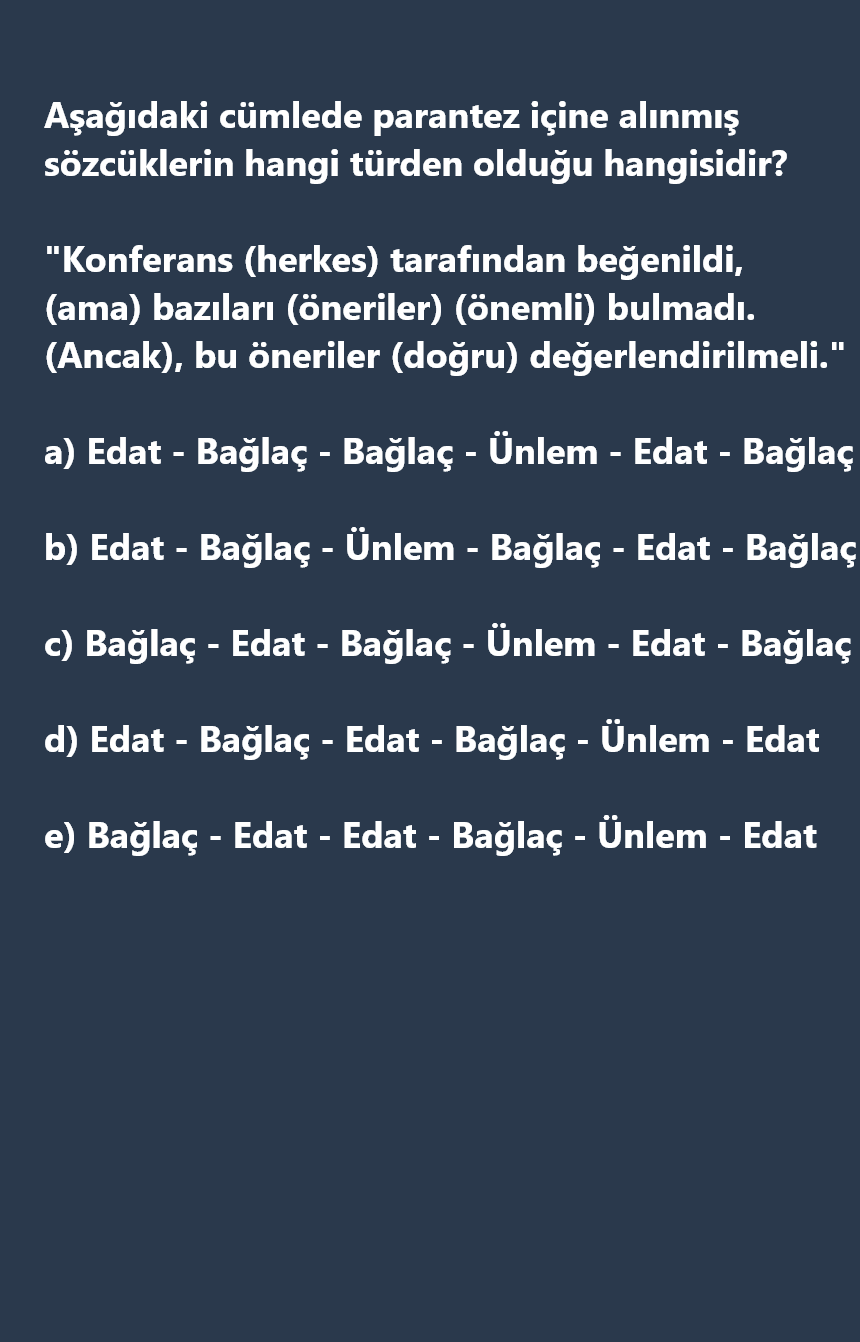 Aşağıdaki cümlede parantez içine alınmış
sözcüklerin hangi türden olduğu hangisidir?
"Konferans (herkes) tarafından beğenildi,
(ama) bazıları (öneriler) (önemli) bulmadı.
(Ancak), bu öneriler (doğru) değerlendirilmeli."
a) Edat - Bağlaç - Bağlaç - Ünlem - Edat - Bağlaç
b) Edat - Bağlaç - Ünlem - Bağlaç - Edat - Bağlaç
c) Bağlaç - Edat - Bağlaç - Ünlem - Edat - Bağlaç
d) Edat - Bağlaç - Edat - Bağlaç - Ünlem - Edat
e) Bağlaç - Edat - Edat - Bağlaç - Ünlem - Edat